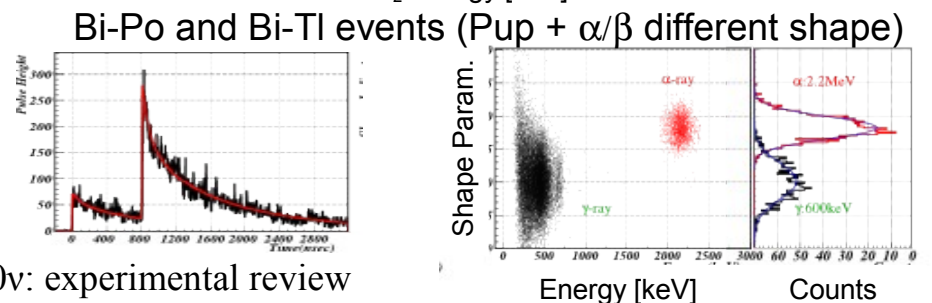 Bi-Po and Bi-Tl events (Pup + α/β different shape)
Pulse Height
300
250
200
150
100
50
0
0 400 800 1200 1600 2000 2400 2800
Time(nsec)
Shape Param.
α-ray
γ-ray
0 500 1000 1500 2000 2500 3000
Energy [keV]
α:2.2MeV
γ:600keV
60 50 40 30 20 10 0
Counts
ν: experimental review